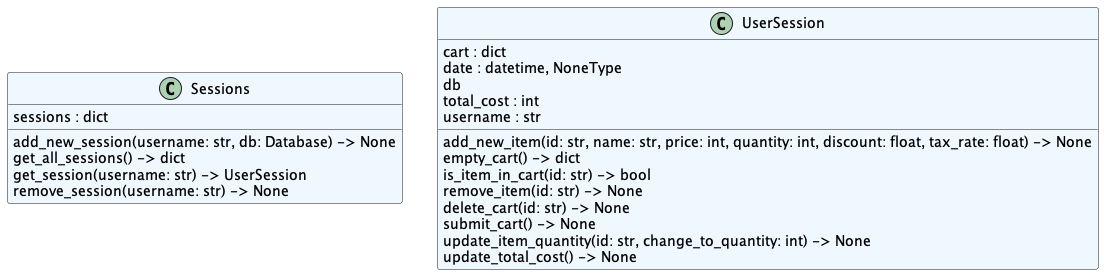 C Sessions
sessions : dict
add_new_session(username: str, db: Database) -> None
get_all_sessions() -> dict
get_session(username: str) -> UserSession
remove_session(username: str) -> None
C UserSession
cart : dict
date : datetime, NoneType
db
total_cost : int
username : str
add_new_item(id: str, name: str, price: int, quantity: int, discount: float, tax_rate: float) -> None
empty_cart() -> dict
is_item_in_cart(id: str) -> bool
remove_item(id: str) -> None
delete_cart(id: str) -> None
submit_cart() -> None
update_item_quantity(id: str, change_to_quantity: int) -> None
update_total_cost() -> None